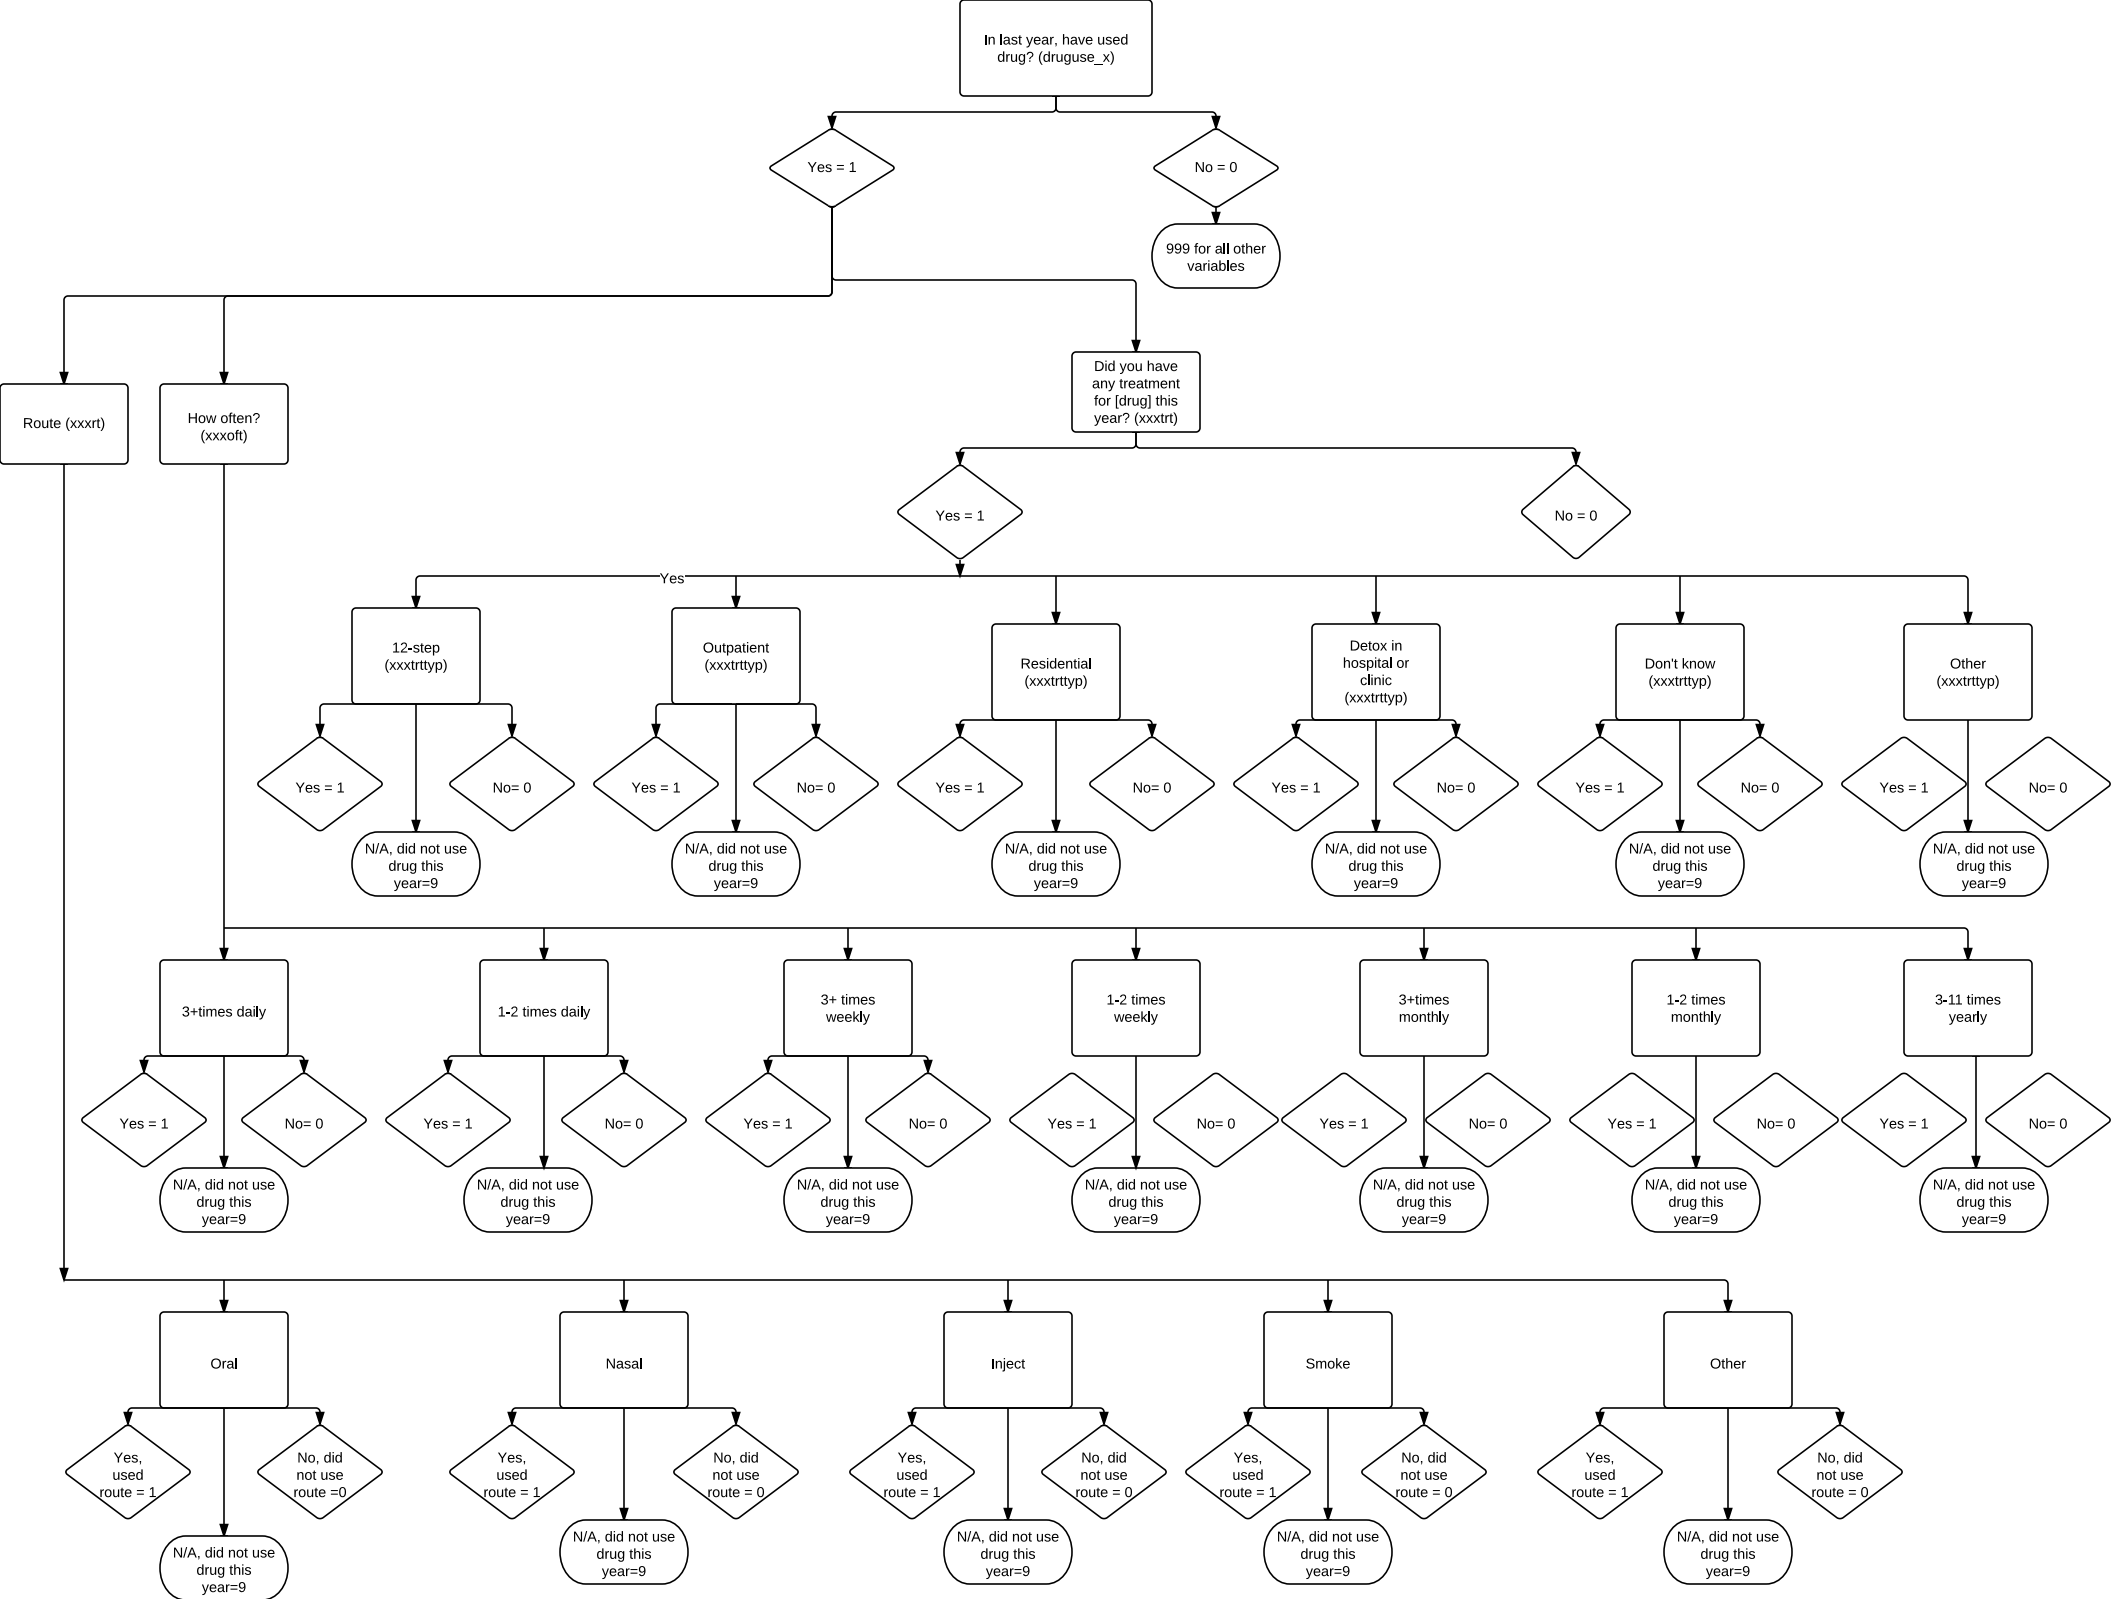 In last year, have used
drug? (druguse_x)
Yes = 1
No = 0
999 for all other
variables
Route (xxxrt)
How often?
(xxxoft)
Did you have
any treatment
for [drug] this
year? (xxxtrt)
Yes = 1
No = 0
Yes
12-step
(xxxtrttyp)
Outpatient
(xxxtrttyp)
Residential
(xxxtrttyp)
Detox in
hospital or
clinic
(xxxtrttyp)
Don't know
(xxxtrttyp)
Other
(xxxtrttyp)
Yes = 1
No= 0
Yes = 1
No= 0
Yes = 1
No= 0
Yes = 1
No= 0
Yes = 1
No= 0
Yes = 1
No= 0
N/A, did not use
drug this
year=9
N/A, did not use
drug this
year=9
N/A, did not use
drug this
year=9
N/A, did not use
drug this
year=9
N/A, did not use
drug this
year=9
N/A, did not use
drug this
year=9
3+times daily
1-2 times daily
3+ times
weekly
1-2 times
weekly
3+times
monthly
1-2 times
monthly
3-11 times
yearly
Yes = 1
No= 0
Yes = 1
No= 0
Yes = 1
No= 0
Yes = 1
No= 0
Yes = 1
No= 0
Yes = 1
No= 0
Yes = 1
No= 0
N/A, did not use
drug this
year=9
N/A, did not use
drug this
year=9
N/A, did not use
drug this
year=9
N/A, did not use
drug this
year=9
N/A, did not use
drug this
year=9
N/A, did not use
drug this
year=9
N/A, did not use
drug this
year=9
Oral
Nasal
Inject
Smoke
Other
Yes,
used
route = 1
No, did
not use
route =0
Yes,
used
route = 1
No, did
not use
route = 0
Yes,
used
route = 1
No, did
not use
route = 0
Yes,
used
route = 1
No, did
not use
route = 0
Yes,
used
route = 1
No, did
not use
route = 0
N/A, did not use
drug this
year=9
N/A, did not use
drug this
year=9
N/A, did not use
drug this
year=9
N/A, did not use
drug this
year=9
N/A, did not use
drug this
year=9